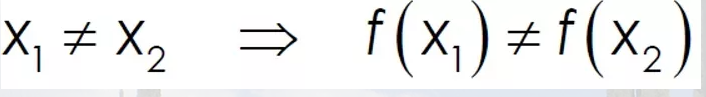 x₁ ≠ x₂ ⇒ f(x₁) ≠ f(x₂)